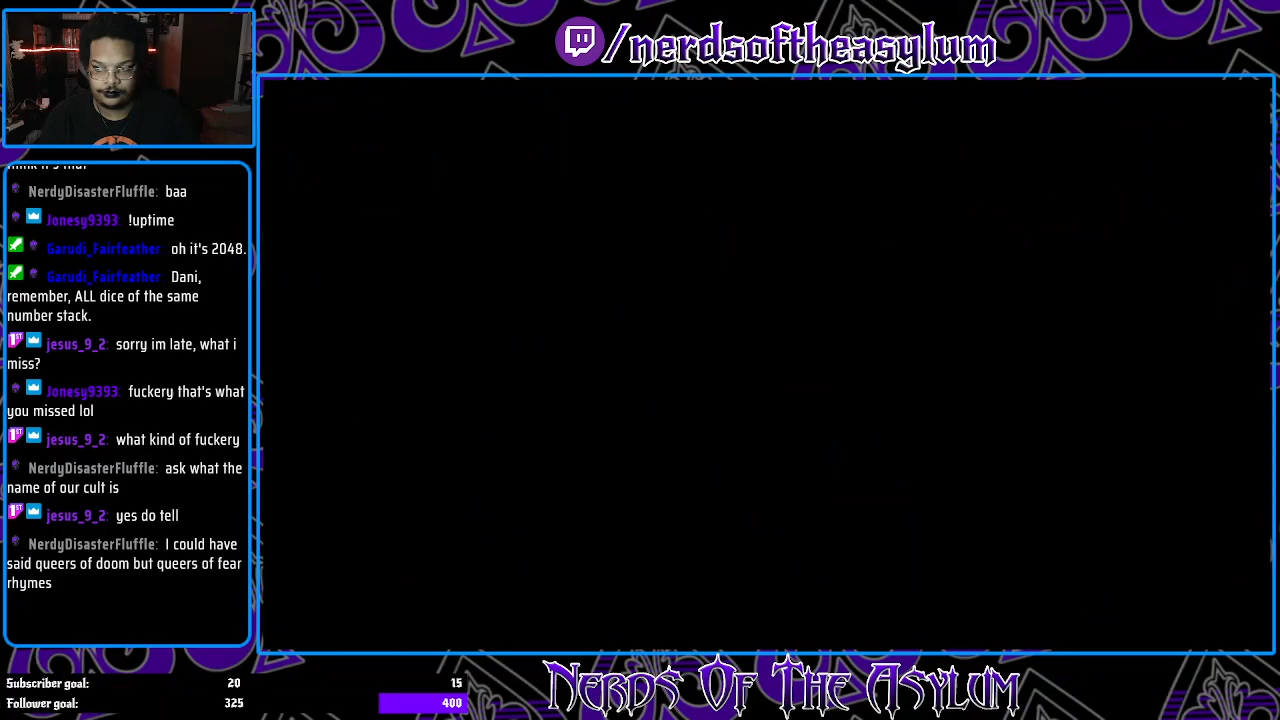 /nerdsoftheasylum
NerdyDisasterFluffle: baa
Jonesy9393: !uptime
Garudi_Fairfeather: oh it's 2048.
Garudi_Fairfeather: Dani,
remember, ALL dice of the same
number stack.
1ST jesus_9_2: sorry im late, what i
miss?
Jonesy9393: fuckery that's what
you missed lol
1ST jesus_9_2: what kind of fuckery
NerdyDisasterFluffle: ask what the
name of our cult is
1ST jesus_9_2: yes do tell
NerdyDisasterFluffle: I could have
said queers of doom but queers of fear
rhymes
Subscriber goal: 20 15
Follower goal: 325 400
Nerds Of The Asylum